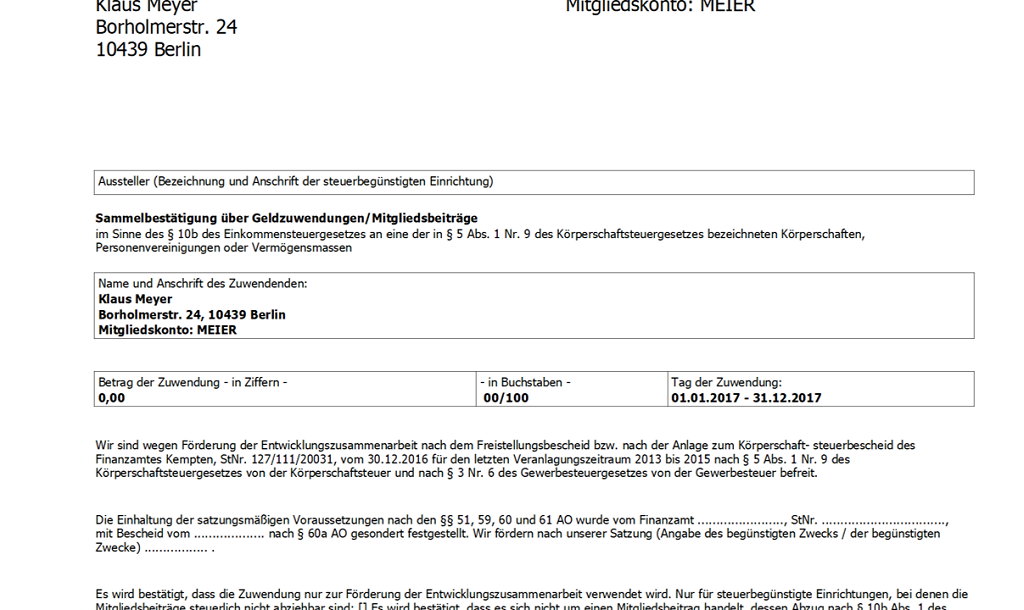 Klaus Meyer
Mitgliedskonto: MEIER
Borholmerstr. 24
10439 Berlin
Aussteller (Bezeichnung und Anschrift der steuerbegünstigten Einrichtung)
Sammelbestätigung über Geldzuwendungen/Mitgliedsbeiträge
im Sinne des § 10b des Einkommensteuergesetzes an eine der in § 5 Abs. 1 Nr. 9 des Körperschaftsteuergesetzes bezeichneten Körperschaften,
Personenvereinigungen oder Vermögensmassen
Name und Anschrift des Zuwendenden:
Klaus Meyer
Borholmerstr. 24, 10439 Berlin
Mitgliedskonto: MEIER
Betrag der Zuwendung - in Ziffern -
0,00
- in Buchstaben -
00/100
Tag der Zuwendung:
01.01.2017 - 31.12.2017
Wir sind wegen Förderung der Entwicklungszusammenarbeit nach dem Freistellungsbescheid bzw. nach der Anlage zum Körperschaft- steuerbescheid des
Finanzamtes Kempten, StNr. 127/111/20031, vom 30.12.2016 für den letzten Veranlagungszeitraum 2013 bis 2015 nach § 5 Abs. 1 Nr. 9 des
Körperschaftsteuergesetzes von der Körperschaftsteuer und nach § 3 Nr. 6 des Gewerbesteuergesetzes von der Gewerbesteuer befreit.
Die Einhaltung der satzungsmäßigen Voraussetzungen nach den §§ 51, 59, 60 und 61 AO wurde vom Finanzamt ......................., StNr. .................................,
mit Bescheid vom ................... nach § 60a AO gesondert festgestellt. Wir fördern nach unserer Satzung (Angabe des begünstigten Zwecks / der begünstigten
Zwecke) ................. .
Es wird bestätigt, dass die Zuwendung nur zur Förderung der Entwicklungszusammenarbeit verwendet wird. Nur für steuerbegünstigte Einrichtungen, bei denen die
Mitgliedsbeiträge steuerlich nicht abziehbar sind: [] Es wird bestätigt, dass es sich nicht um einen Mitgliedsbeitrag handelt, dessen Abzug nach § 10b Abs. 1 des